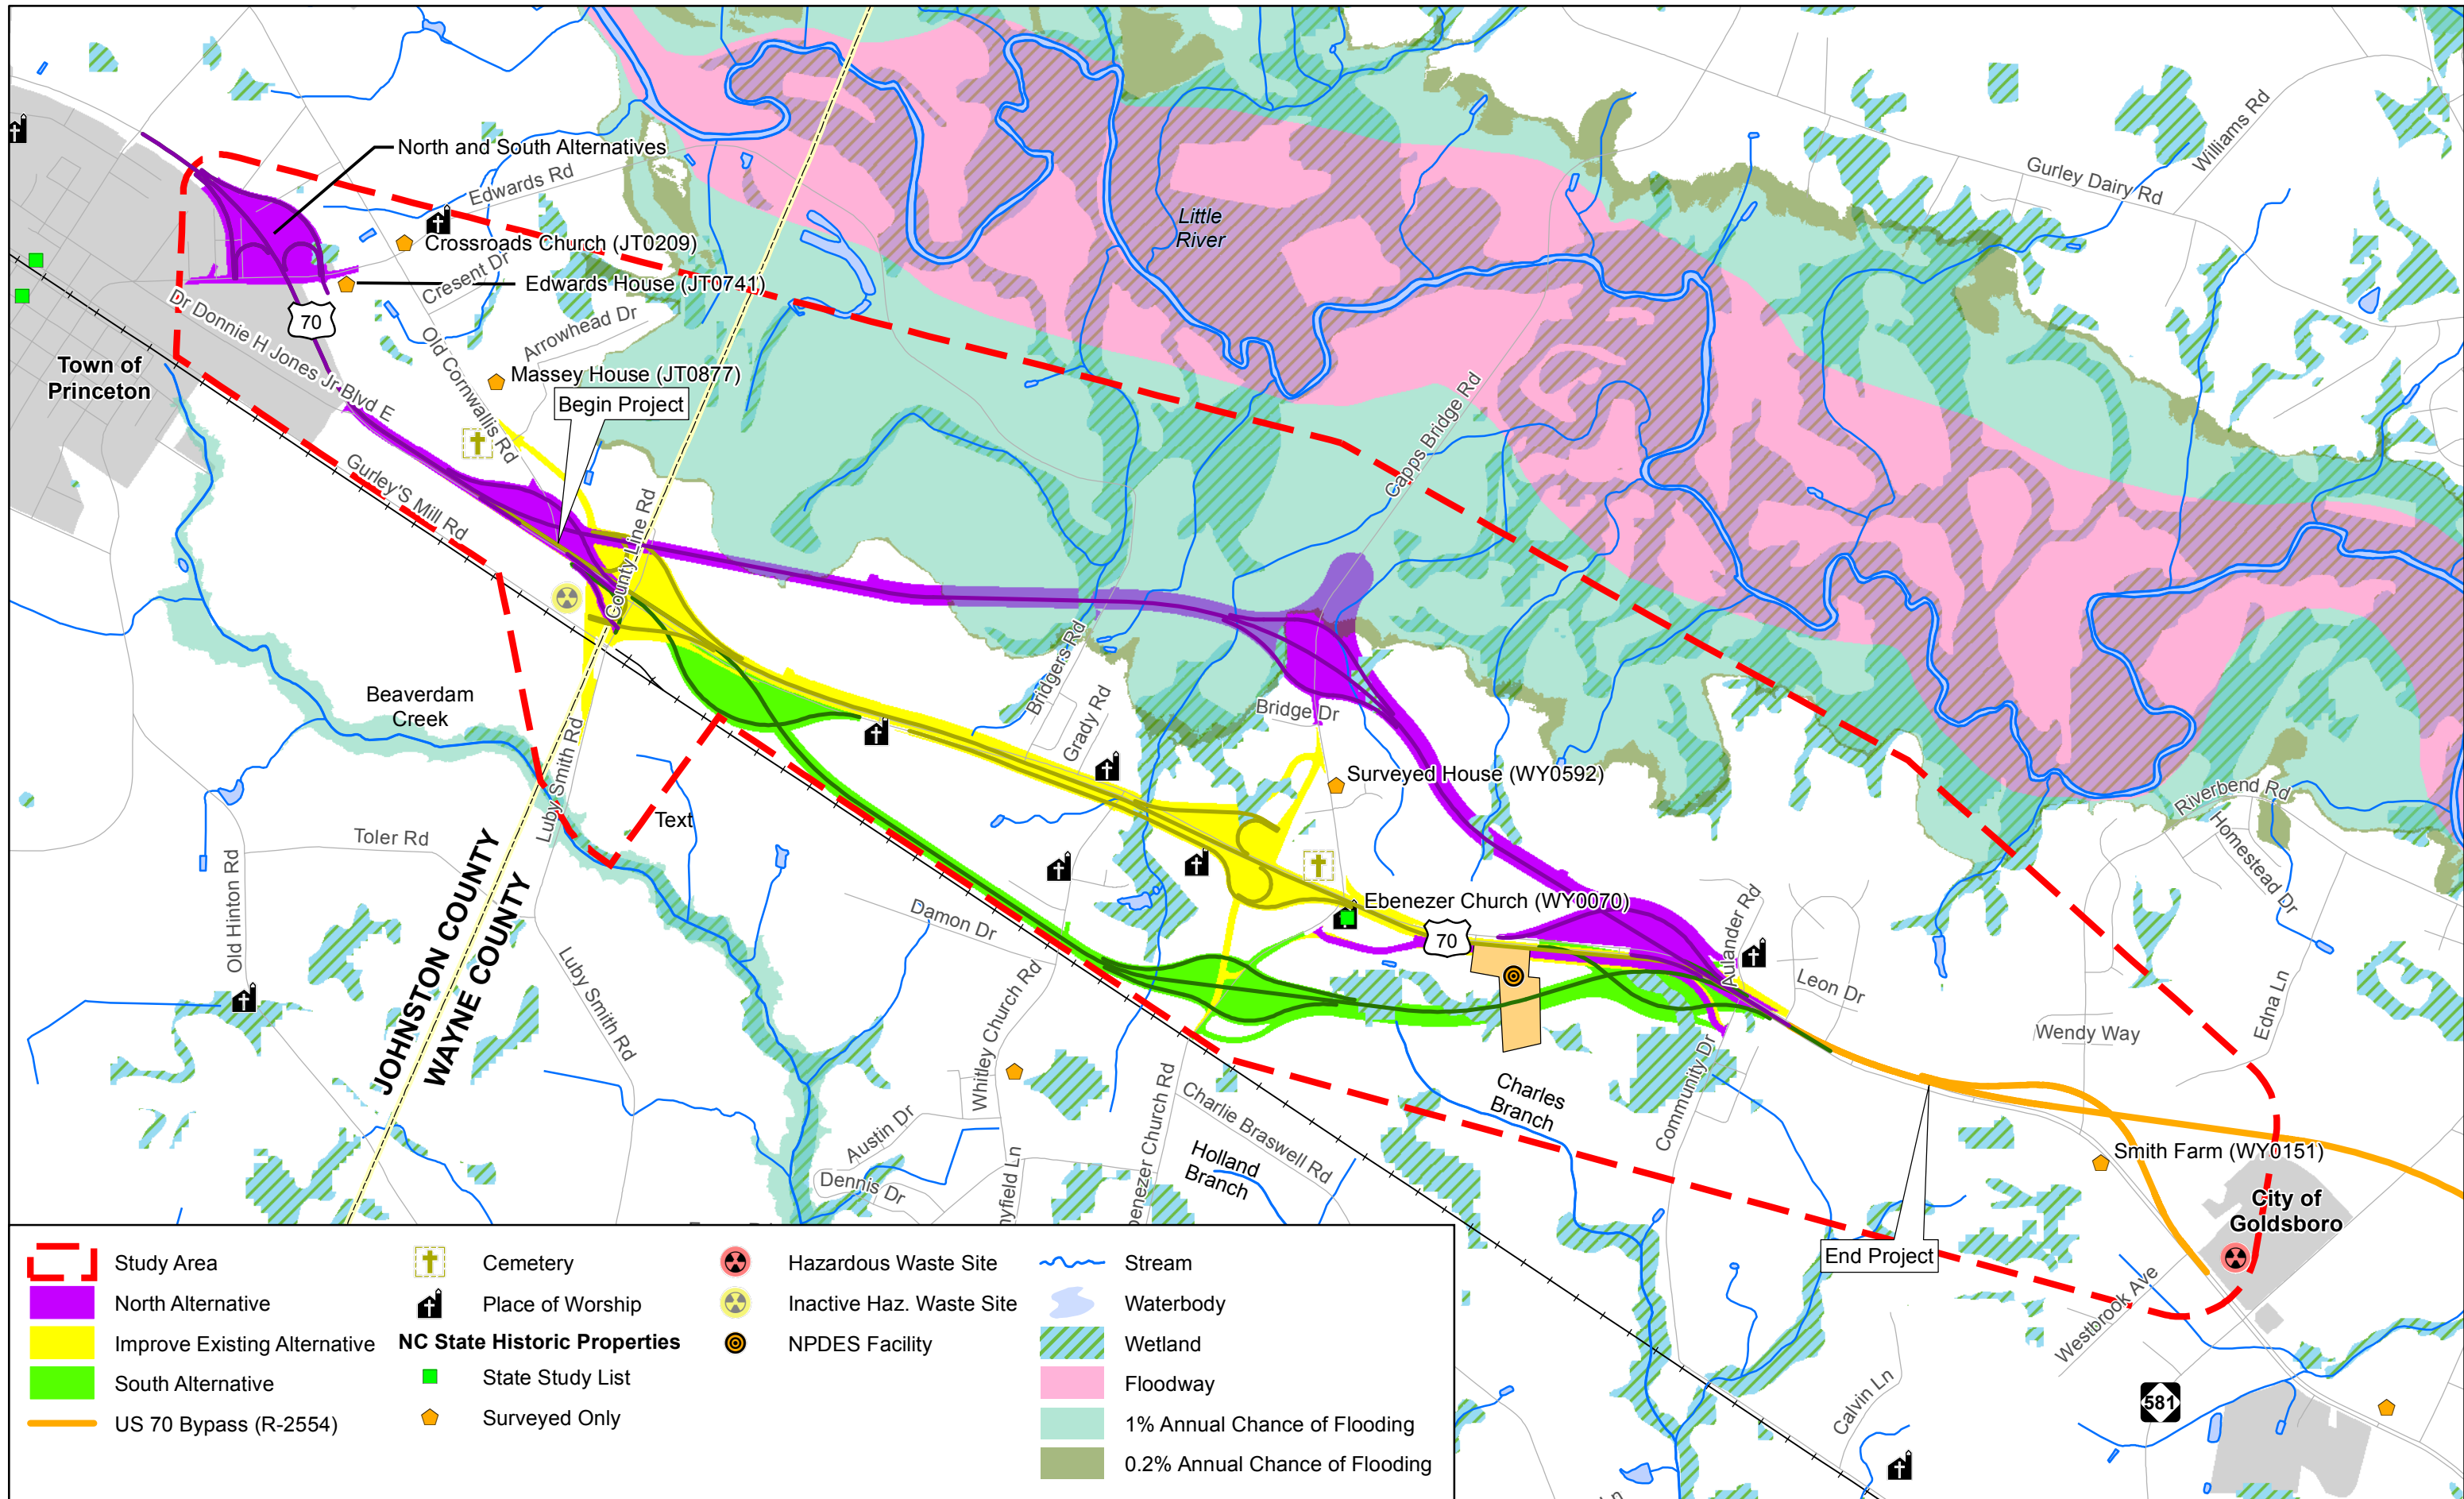 North and South Alternatives
Edwards Rd
Crossroads Church (JT0209)
Cresent Dr
Edwards House (JT0741)
Little
River
Gurley Dairy Rd
Williams Rd
Dr Donnie H Jones Jr Blvd E
70
Arrowhead Dr
Old Cornwallis Rd
Town of
Princeton
Massey House (JT0877)
Begin Project
Capps Bridge Rd
Gurley'S Mill Rd
County Line Rd
Beaverdam
Creek
Bridgers Rd
Grady Rd
Bridge Dr
Surveyed House (WY0592)
Luby Smith Rd
Text
Toler Rd
Old Hinton Rd
JOHNSTON COUNTY
WAYNE COUNTY
Riverbend Rd
Homestead Dr
Ebenezer Church (WY0070)
70
Damon Dr
Aulander Rd
Leon Dr
Luby Smith Rd
Whitley Church Rd
Wendy Way
Edna Ln
Charles
Branch
Community Dr
Charlie Braswell Rd
Ebenezer Church Rd
Austin Dr
Dennis Dr
Holland
Branch
nyfield Ln
Smith Farm (WY0151)
City of
Goldsboro
End Project
Westbrook Ave
Calvin Ln
581
Study Area
North Alternative
Improve Existing Alternative
South Alternative
US 70 Bypass (R-2554)
Cemetery
Place of Worship
NC State Historic Properties
State Study List
Surveyed Only
Hazardous Waste Site
Inactive Haz. Waste Site
NPDES Facility
Stream
Waterbody
Wetland
Floodway
1% Annual Chance of Flooding
0.2% Annual Chance of Flooding